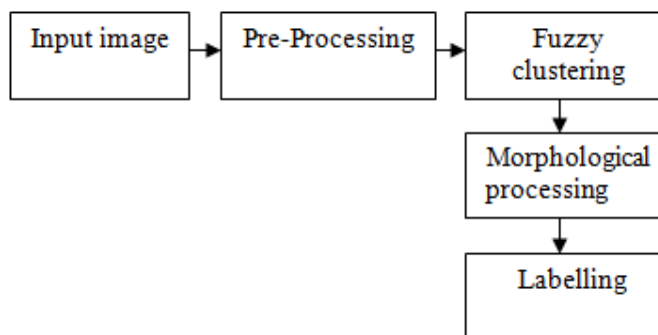 Input image
Pre-Processing
Fuzzy
clustering
Morphological
processing
Labelling